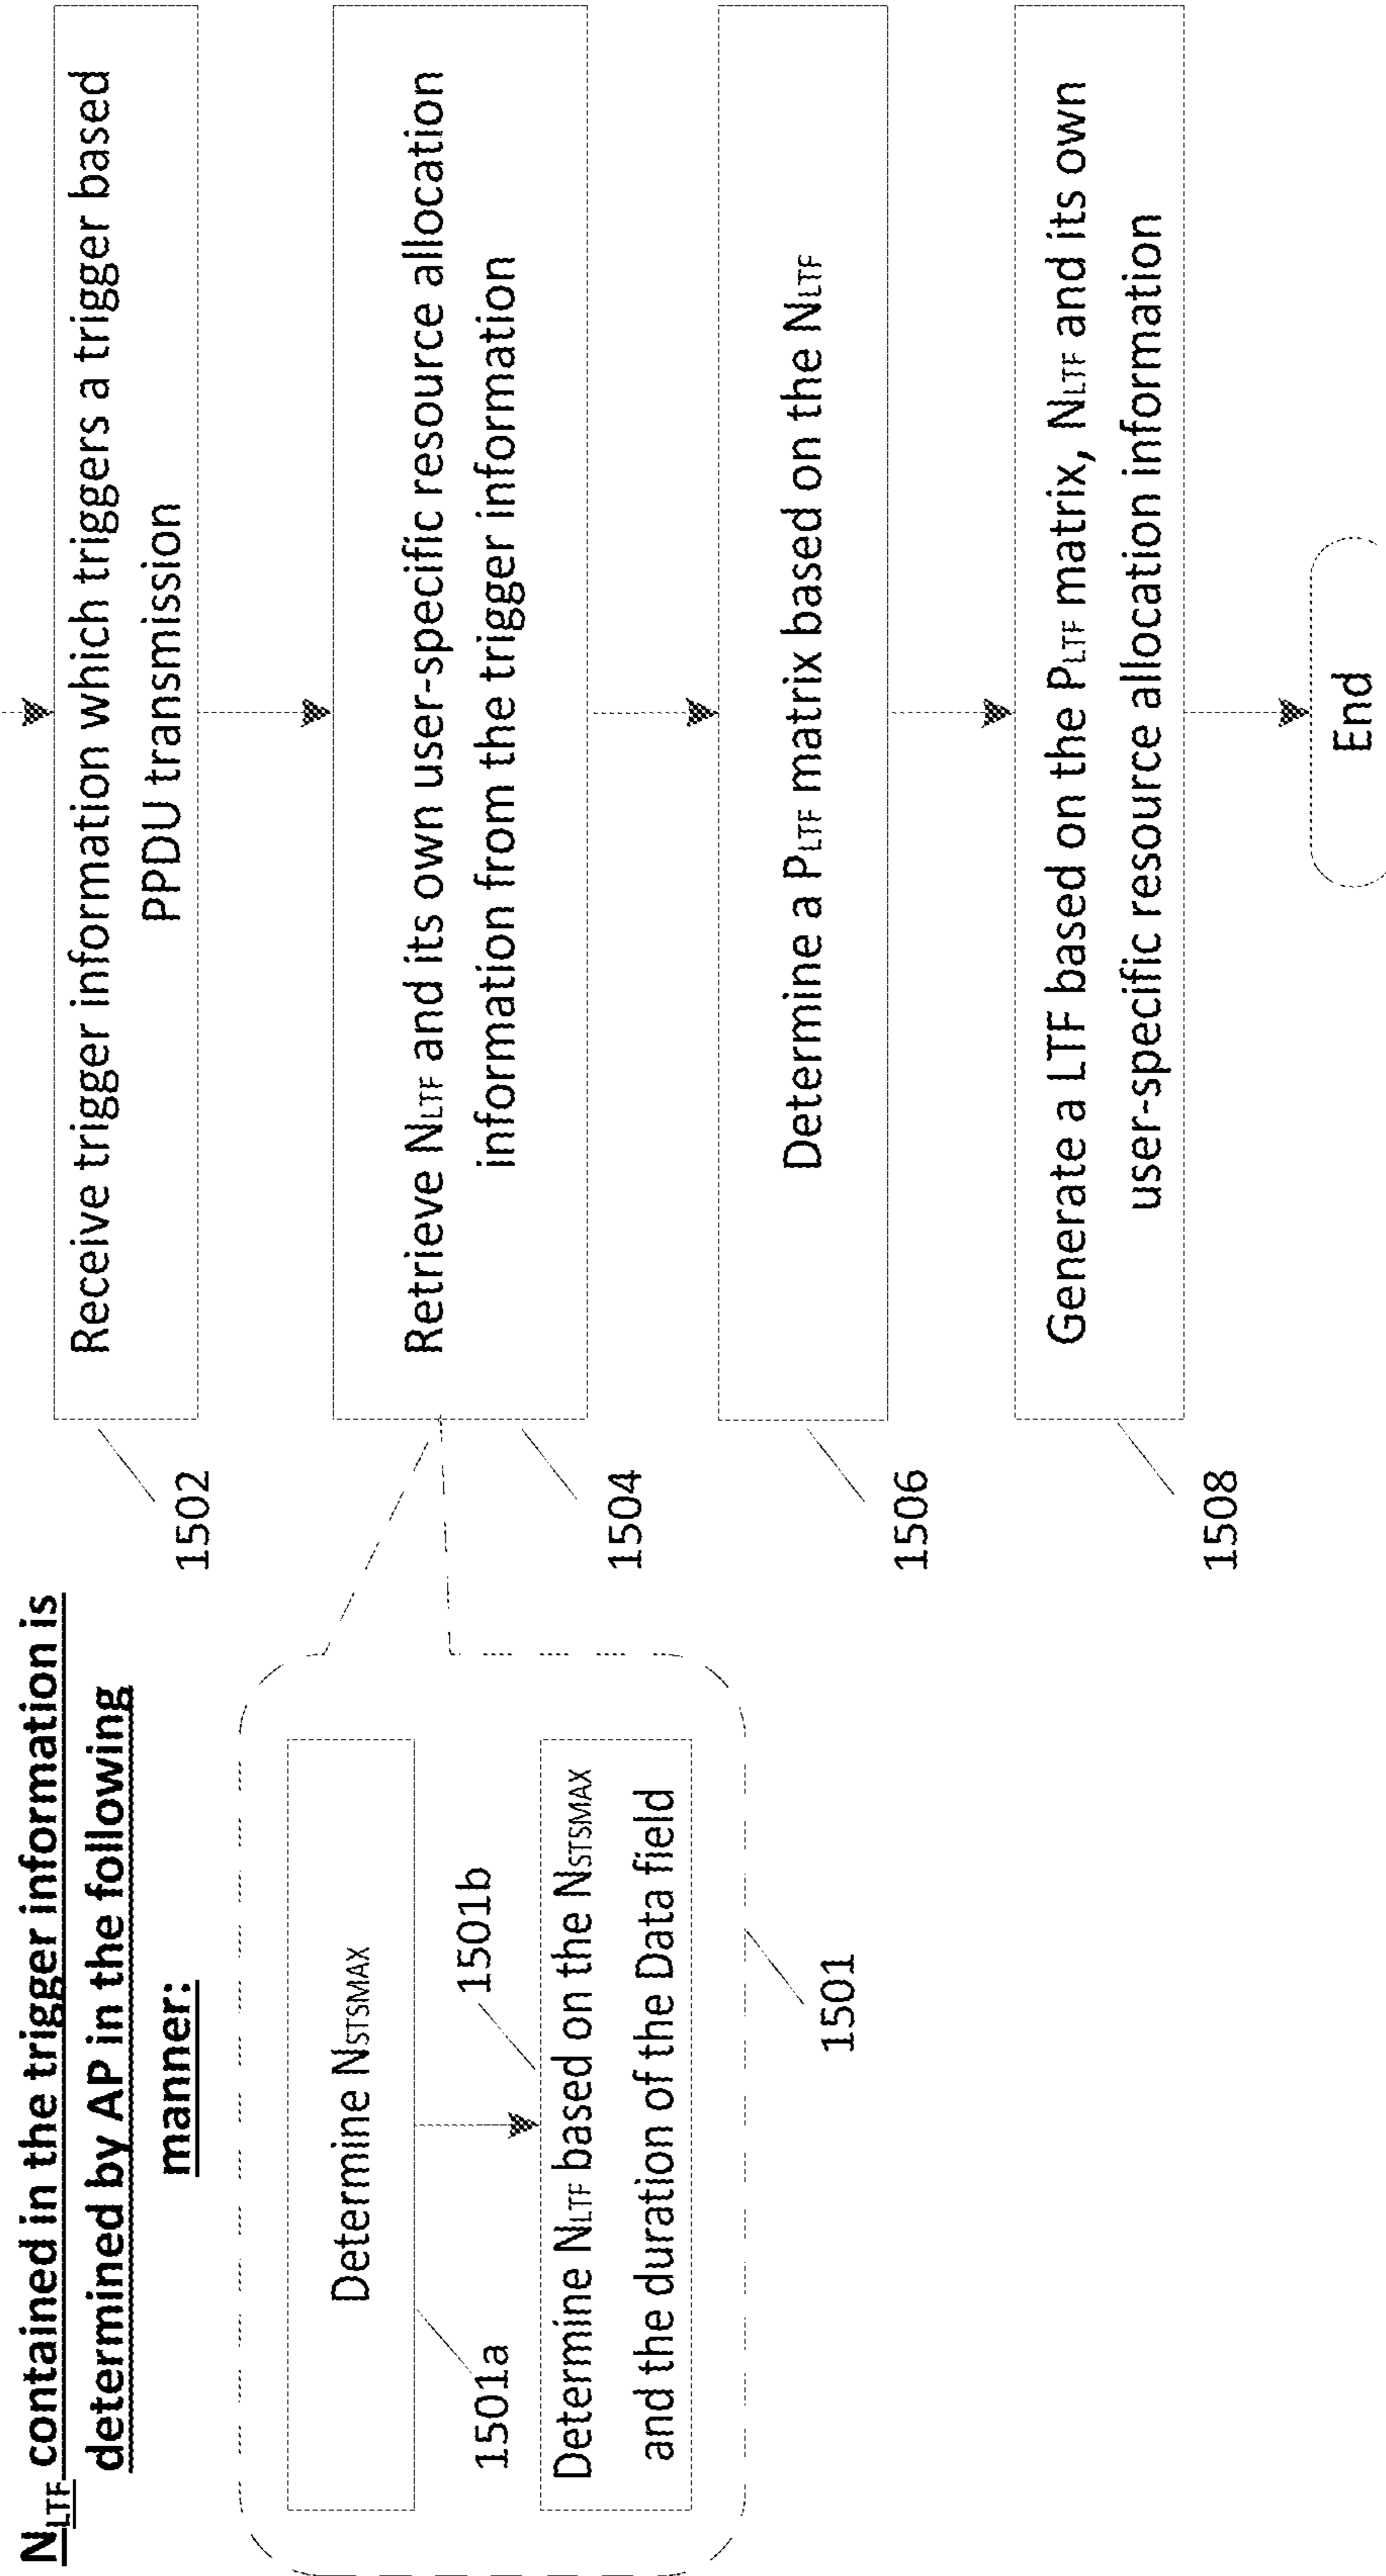 N_LTF contained in the trigger information is
determined by AP in the following
manner:
Determine NSTSMAX
1501a
1501b
Determine NLTF based on the NSTSMAX
and the duration of the Data field
1501
Receive trigger information which triggers a trigger based
PPDU transmission
1502
Retrieve NLTF and its own user-specific resource allocation
information from the trigger information
1504
Determine a PLTF matrix based on the NLTF
1506
Generate a LTF based on the PLTF matrix, NLTF and its own
user-specific resource allocation information
1508
End